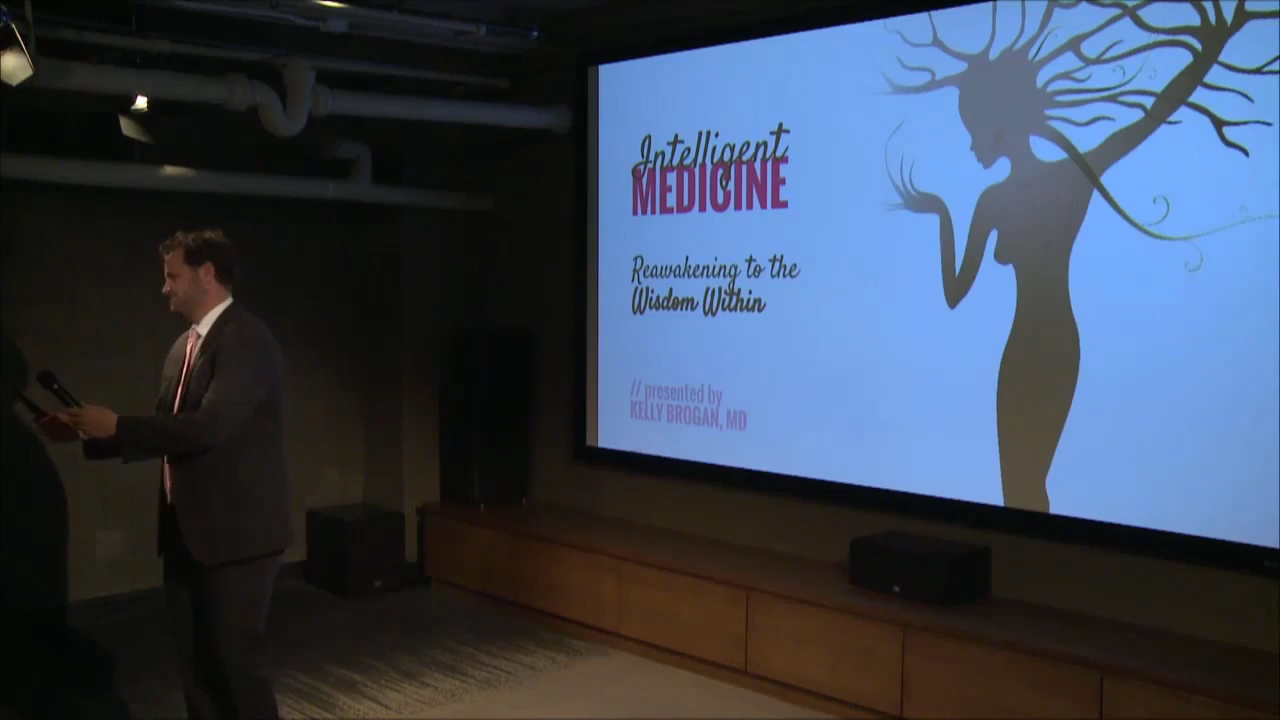 Intelligent
MEDICINE
Reawakening to the
Wisdom Within
// presented by
KELLY BROGAN, MD